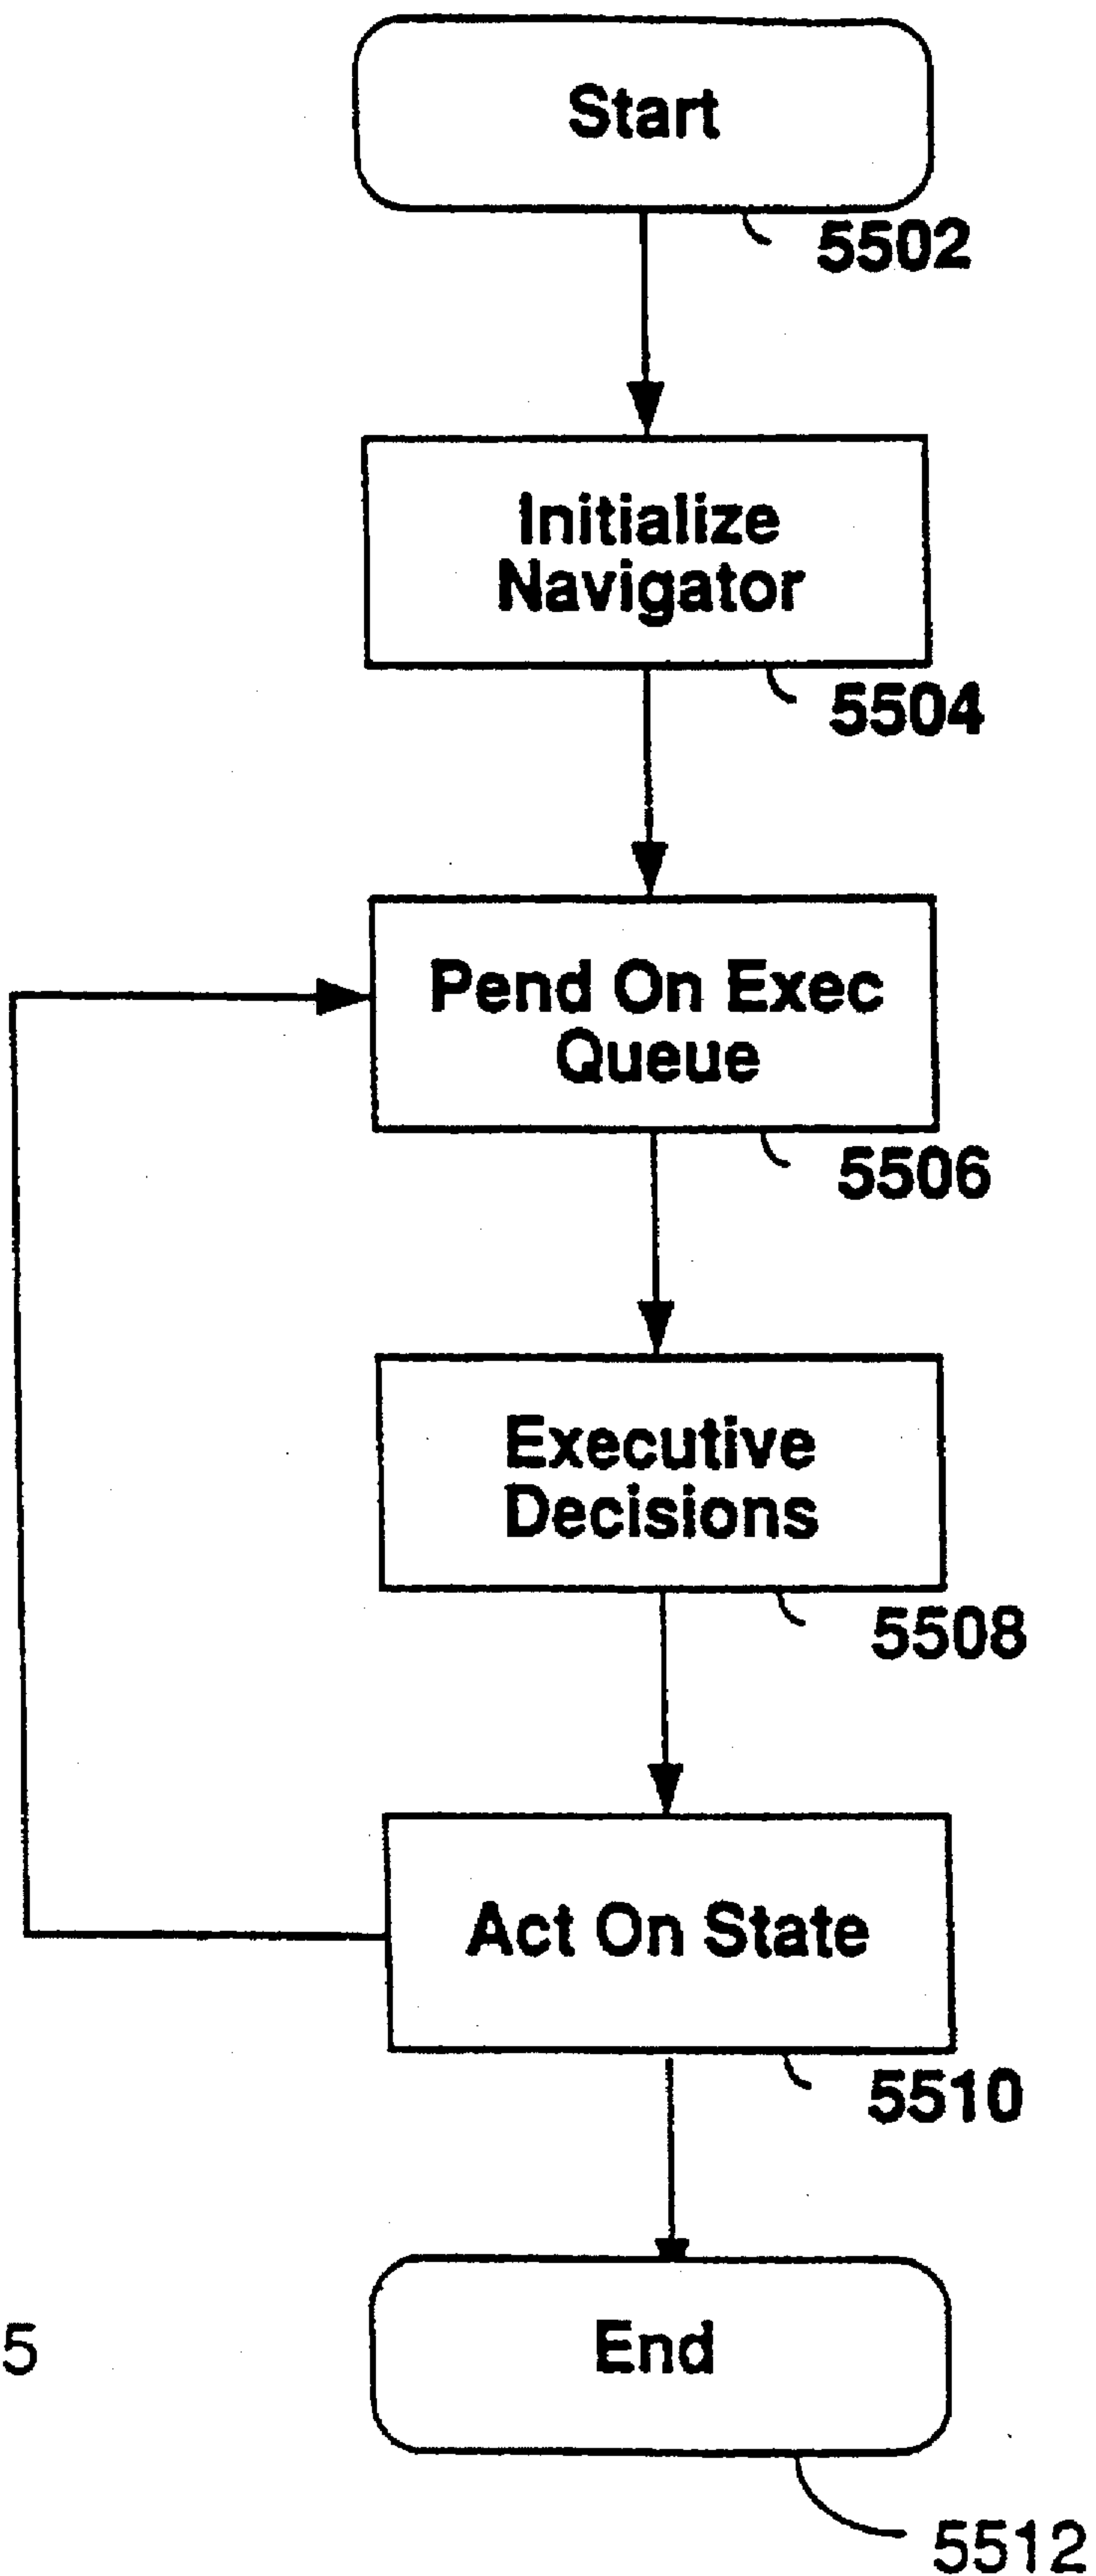 Start
5502
Initialize
Navigator
5504
Pend On Exec
Queue
5506
Executive
Decisions
5508
Act On State
5510
End
5
5512